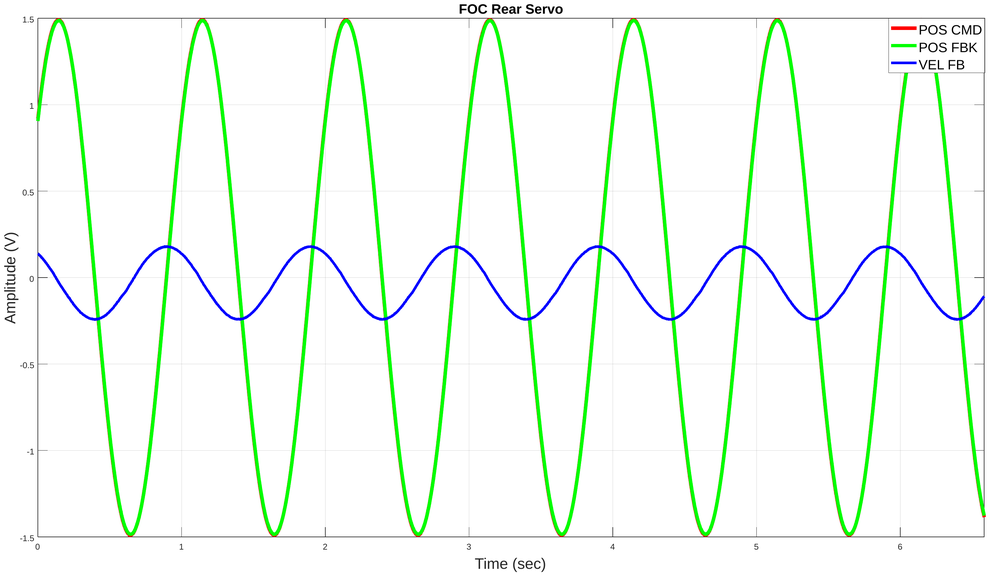 FOC Rear Servo
POS CMD
POS FBK
VEL FB
1.5
1
0.5
0
-0.5
-1
-1.5
Amplitude (V)
0 1 2 3 4 5 6
Time (sec)